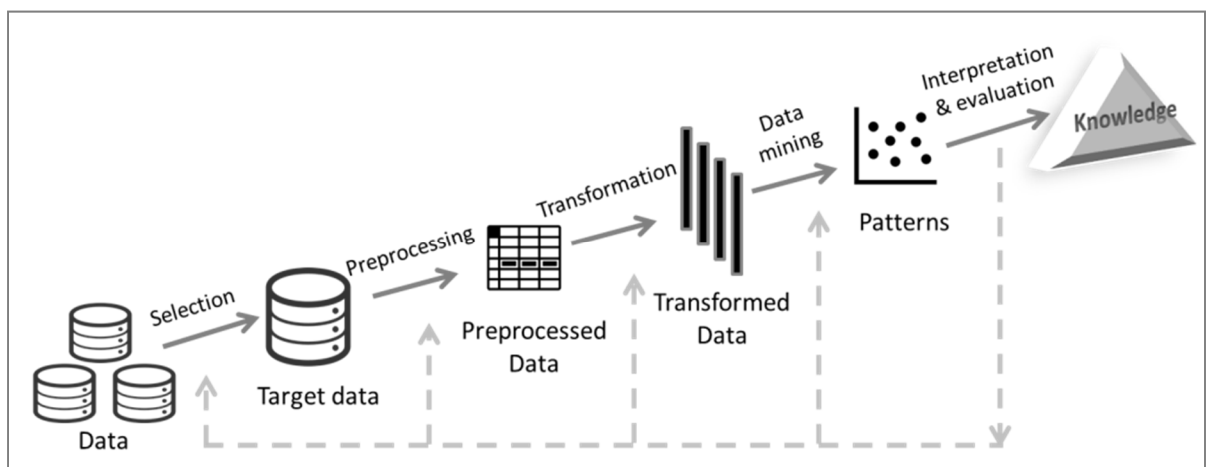 Data
Selection
Target data
Preprocessing
Preprocessed
Data
Transformation
Transformed
Data
Data
mining
Patterns
Interpretation
& evaluation
Knowledge